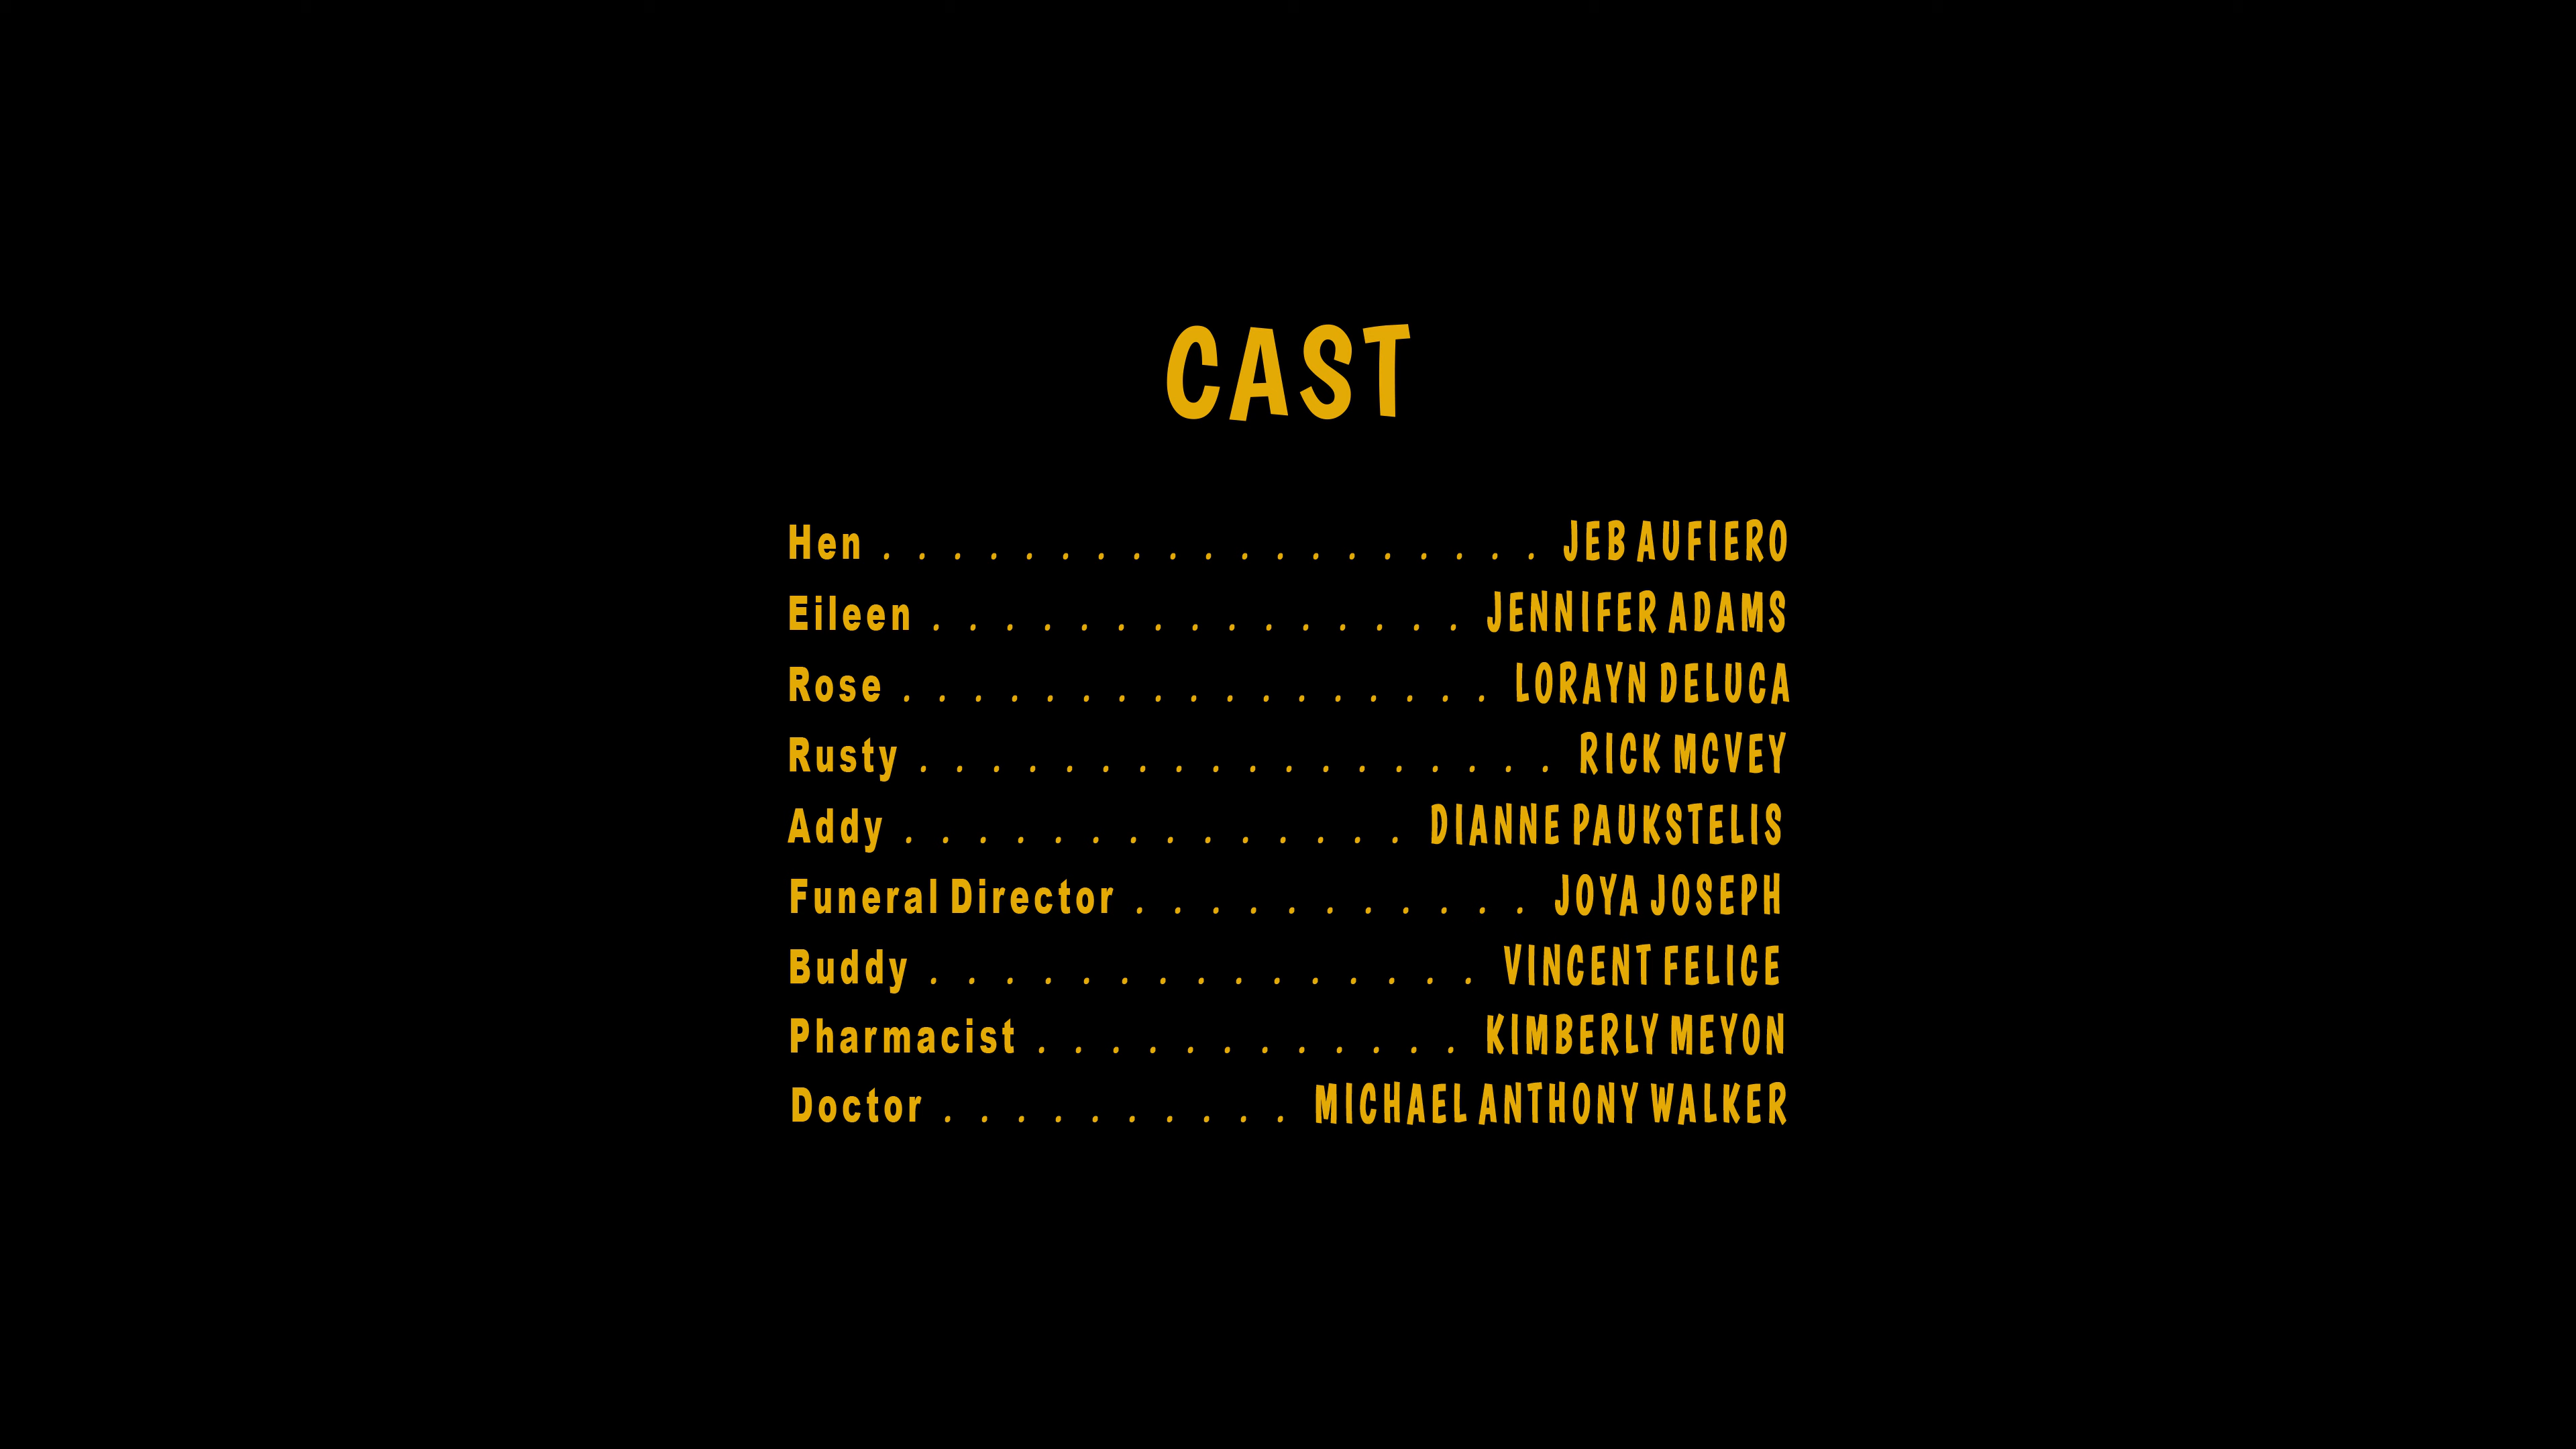 CAST
Hen . . . . . . . . . . . . . . . . . . . JEB AUFIERO
Eileen . . . . . . . . . . . . . . . JENNIFER ADAMS
Rose . . . . . . . . . . . . . . . . . LORAYN DELUCA
Rusty . . . . . . . . . . . . . . . . . . RICK MCVEY
Addy . . . . . . . . . . . . . . DIANNE PAUKSTELIS
Funeral Director . . . . . . . . . . . JOYA JOSEPH
Buddy . . . . . . . . . . . . . . . VINCENT FELICE
Pharmacist . . . . . . . . . . . . KIMBERLY MEYON
Doctor . . . . . . . . . . MICHAEL ANTHONY WALKER